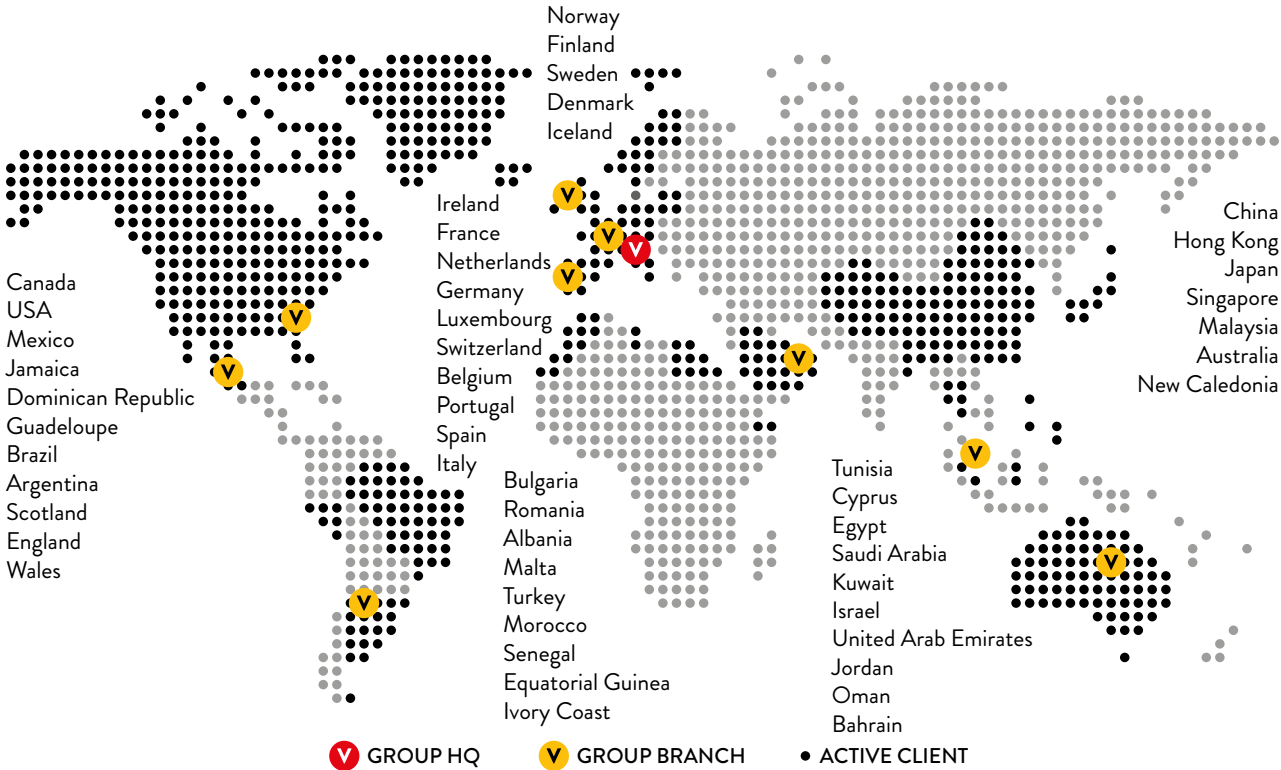 Norway
Finland
Sweden
Denmark
Iceland
Ireland
France
Netherlands
Germany
Luxembourg
Switzerland
Belgium
Portugal
Spain
Italy
Canada
USA
Mexico
Jamaica
Dominican Republic
Guadeloupe
Brazil
Argentina
Scotland
England
Wales
Bulgaria
Romania
Albania
Malta
Turkey
Morocco
Senegal
Equatorial Guinea
Ivory Coast
Tunisia
Cyprus
Egypt
Saudi Arabia
Kuwait
Israel
United Arab Emirates
Jordan
Oman
Bahrain
China
Hong Kong
Japan
Singapore
Malaysia
Australia
New Caledonia
V
V
V
V
V
V
V
V
V
V
V GROUP HQ
V GROUP BRANCH
ACTIVE CLIENT